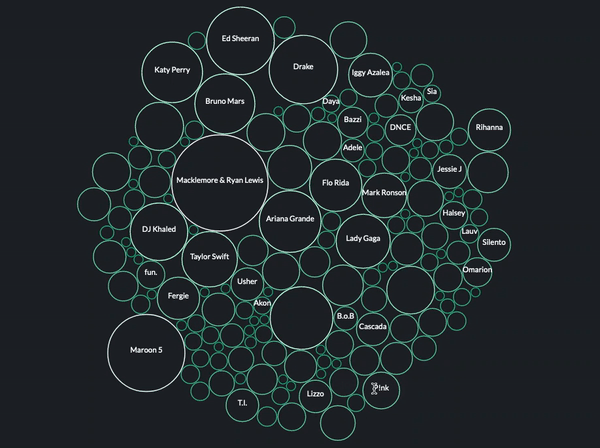 Ed Sheeran
Katy Perry
Drake
Iggy Azalea
Bruno Mars
Daya
Kesha
Sia
Bazzi
DNCE
Rihanna
Adele
Jessie J
Macklemore & Ryan Lewis
Flo Rida
Mark Ronson
Ariana Grande
Halsey
DJ Khaled
Lady Gaga
Lauv
Silento
Taylor Swift
fun.
Usher
Omarion
Fergie
Akon
B.o.B
Cascada
Maroon 5
Lizzo
P!nk
T.I.